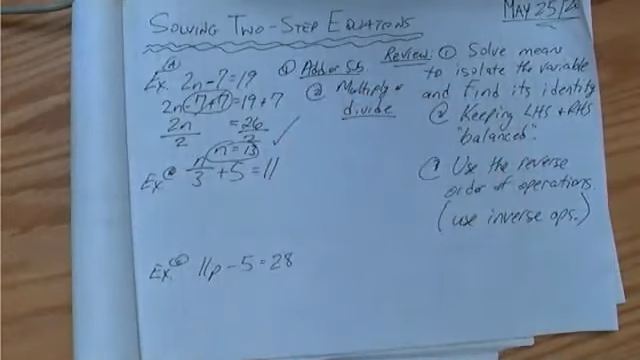 SOLVING TWO-STEP EQUATIONS
MAY 25/20
Ⓐ
Ex. 2n - 7 = 19
2n - 7 + 7 = 19 + 7
2n = 26
2 2
n = 13
Ex Ⓑ n/3 + 5 = 11
Ex. Ⓒ 11p - 5 = 28
① Add or Sub
② Multiply or
divide
Review: ① Solve means
to isolate the variable
and find its identity
② Keeping LHS + RHS
"balanced".
③ Use the reverse
order of operations.
(use inverse ops.)